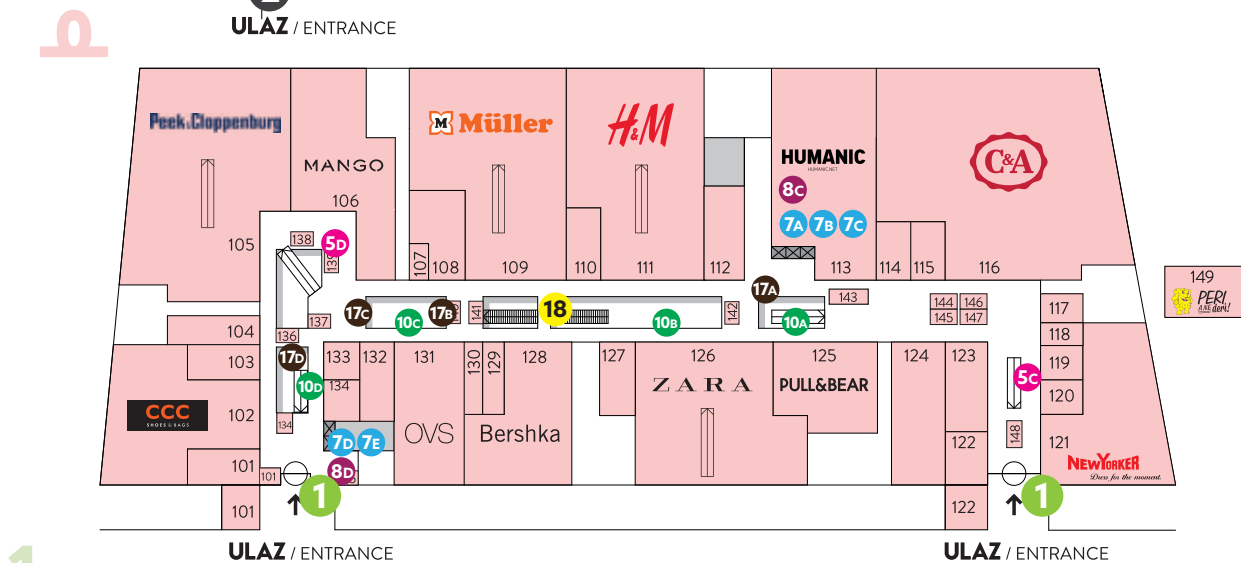 ULAZ / ENTRANCE
Peek & Cloppenburg
MANGO
106
105
Müller
H&M
HUMANIC
HUMANIC.NET
8C
7A 7B 7C
C&A
138
5D
139
107 108 109 110 111 112 113 114 115 116
149
PERI,
A NE deri!
104
137
136
17C
10C
17B
141
18
10B
142
17A
10A
143
144 146
145 147
117
118
103
17D
10D
133
132
134
131
130
129
128
127
126
125
124
123
5C
119
120
CCC
SHOES & BAGS
102
134
OVS
Bershka
ZARA
PULL&BEAR
7D 7E
8D
122
148
121
NEWYORKER
Dress for the moment.
101
101
1
1
101
122
ULAZ / ENTRANCE
ULAZ / ENTRANCE